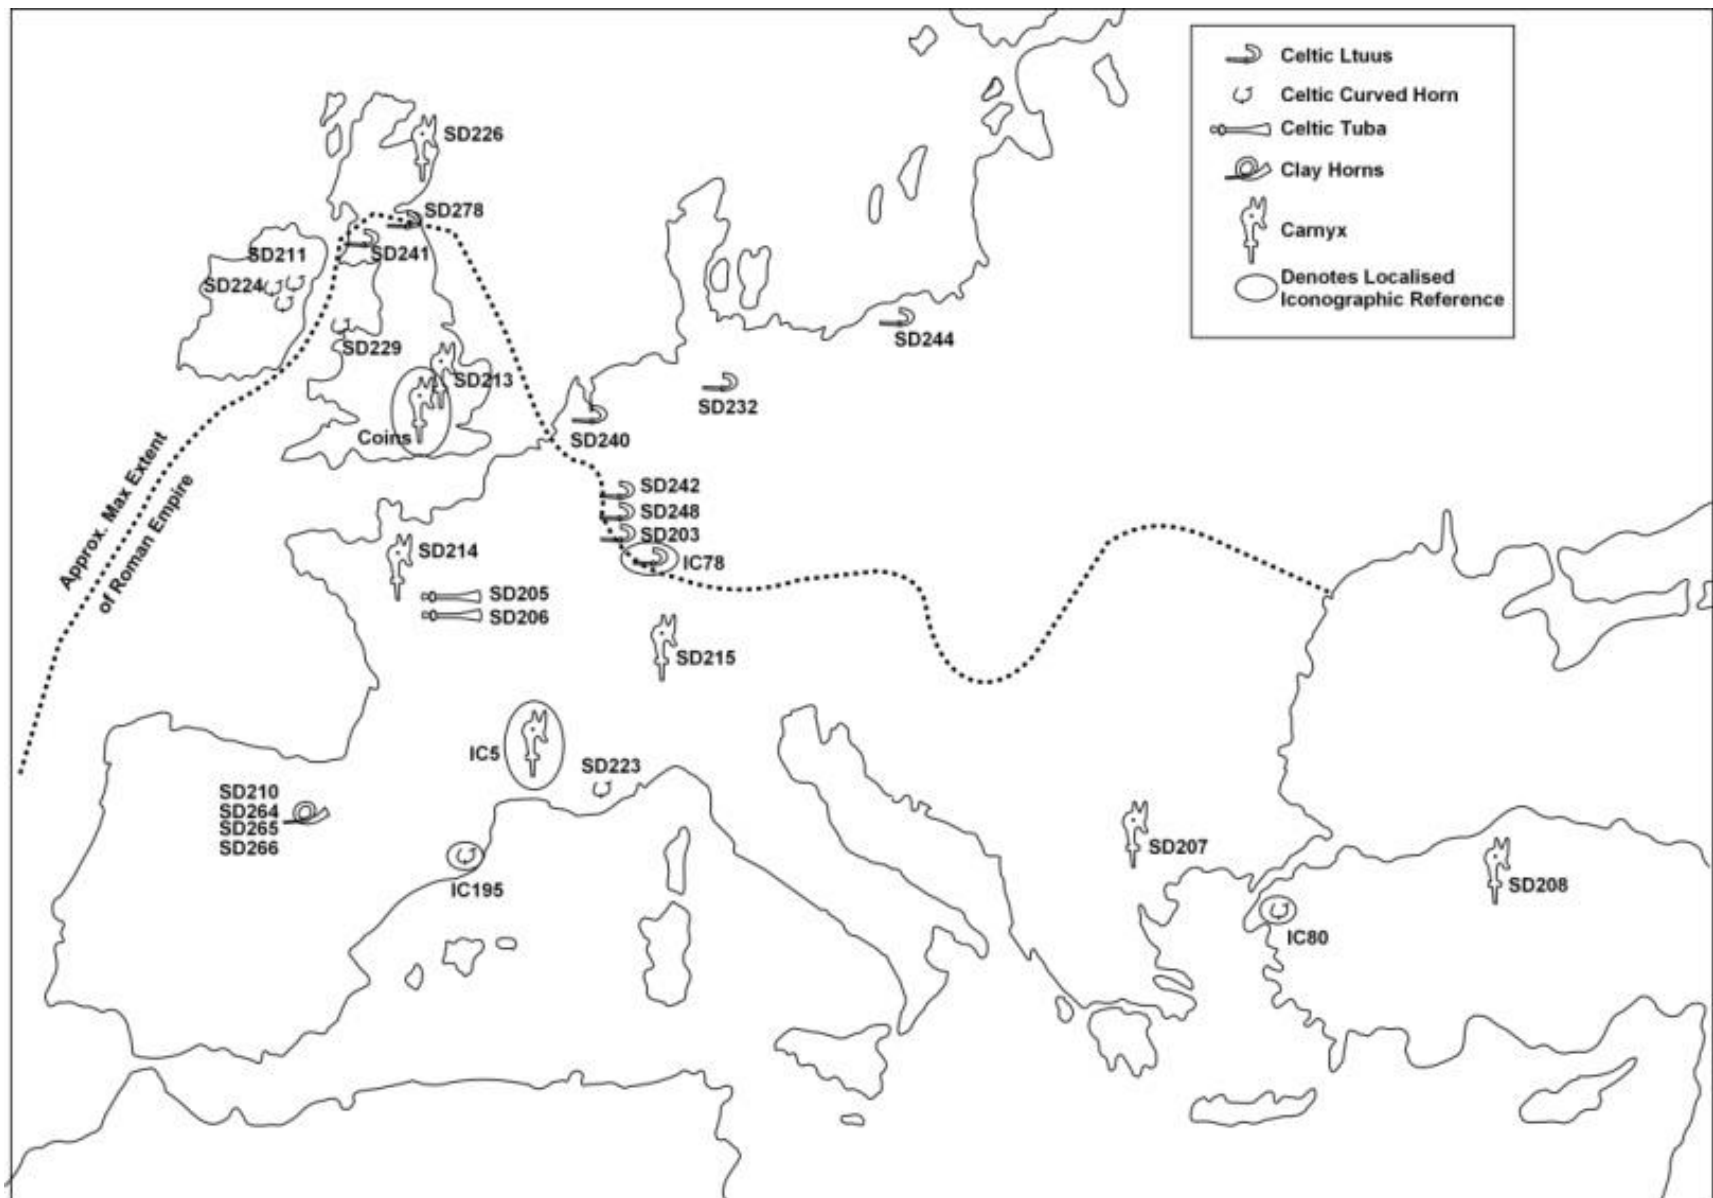 Celtic Ltuus
Celtic Curved Horn
Celtic Tuba
Clay Horns
Carnyx
Denotes Localised
Iconographic Reference
SD226
SD278
SD241
SD211
SD224
SD229
SD213
Coins
SD244
SD232
SD240
SD242
SD248
SD203
IC78
Approx. Max Extent
of Roman Empire
SD214
SD205
SD206
SD215
IC5
SD223
SD210
SD264
SD265
SD266
IC195
SD207
SD208
IC80